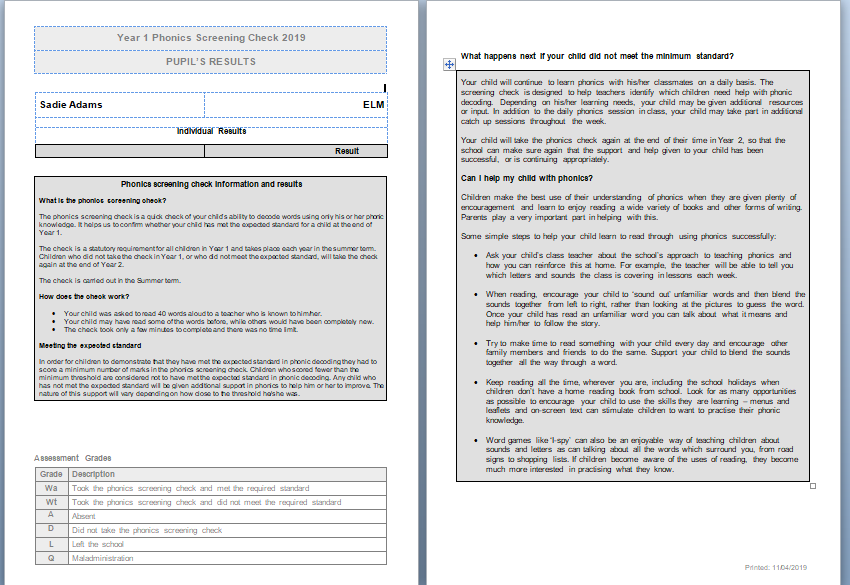 Year 1 Phonics Screening Check 2019
PUPIL'S RESULTS
Sadie Adams ELM
Individual Results
Result
Phonics screening check information and results
What is the phonics screening check?
The phonics screening check is a quick check of your child's ability to decode words using only his or her phonic
knowledge. It helps us to confirm whether your child has met the expected standard for a child at the end of
Year 1.
The check is a statutory requirement for all children in Year 1 and takes place each year in the summer term.
Children who did not take the check in Year 1, or who did not meet the expected standard, will take the check
again at the end of Year 2.
The check is carried out in the Summer term.
How does the check work?
• Your child was asked to read 40 words aloud to a teacher who is known to him/her.
• Your child may have read some of the words before, while others would have been completely new.
• The check took only a few minutes to complete and there was no time limit.
Meeting the expected standard
In order for children to demonstrate that they have met the expected standard in phonic decoding they had to
score a minimum number of marks in the phonics screening check. Children who scored fewer than the
minimum threshold are considered not to have met the expected standard in phonic decoding. Any child who
has not met the expected standard will be given additional support in phonics to help him or her to improve. The
nature of this support will vary depending on how close to the threshold he/she was.
Assessment Grades
Grade Description
Wa Took the phonics screening check and met the required standard
Wt Took the phonics screening check and did not meet the required standard
A Absent
D Did not take the phonics screening check
L Left the school
Q Maladministration
What happens next if your child did not meet the minimum standard?
Your child will continue to learn phonics with his/her classmates on a daily basis. The
screening check is designed to help teachers identify which children need help with phonic
decoding. Depending on his/her learning needs, your child may be given additional resources
or input. In addition to the daily phonics session in class, your child may take part in additional
catch up sessions throughout the week.
Your child will take the phonics check again at the end of their time in Year 2, so that the
school can make sure again that the support and help given to your child has been
successful, or is continuing appropriately.
Can I help my child with phonics?
Children make the best use of their understanding of phonics when they are given plenty of
encouragement and learn to enjoy reading a wide variety of books and other forms of writing.
Parents play a very important part in helping with this.
Some simple steps to help your child learn to read through using phonics successfully:
• Ask your child's class teacher about the school's approach to teaching phonics and
how you can reinforce this at home. For example, the teacher will be able to tell you
which letters and sounds the class is covering in lessons each week.
• When reading, encourage your child to 'sound out' unfamiliar words and then blend the
sounds together from left to right, rather than looking at the pictures to guess the word.
Once your child has read an unfamiliar word you can talk about what it means and
help him/her to follow the story.
• Try to make time to read something with your child every day and encourage other
family members and friends to do the same. Support your child to blend the sounds
together all the way through a word.
• Keep reading all the time, wherever you are, including the school holidays when
children don't have a home reading book from school. Look for as many opportunities
as possible to encourage your child to use the skills they are learning – menus and
leaflets and on-screen text can stimulate children to want to practise their phonic
knowledge.
• Word games like 'I-spy' can also be an enjoyable way of teaching children about
sounds and letters as can talking about all the words which surround you, from road
signs to shopping lists. If children become aware of the uses of reading, they become
much more interested in practising what they know.
Printed: 11/04/2019